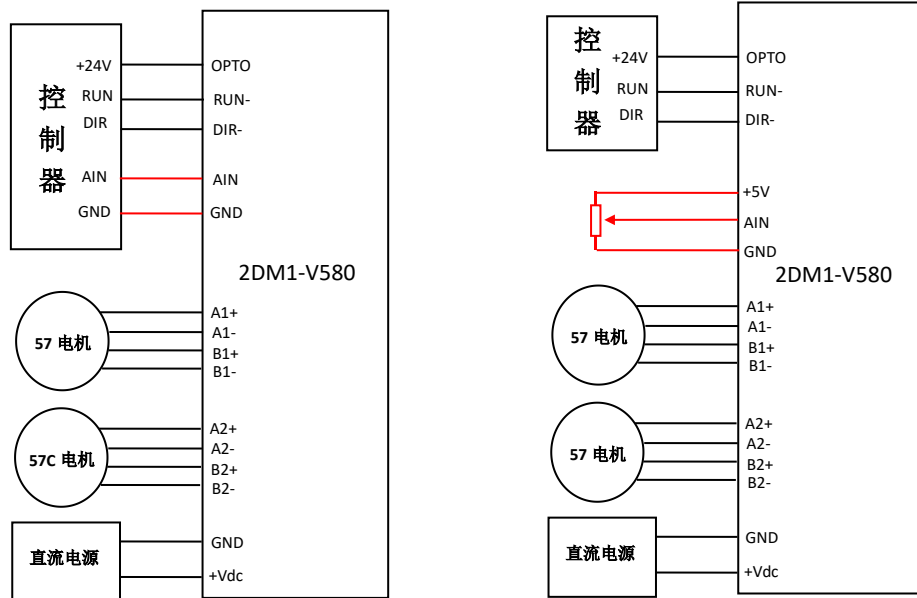 控制器
+24V
RUN
DIR
AIN
GND
OPTO
RUN-
DIR-
AIN
GND
2DM1-V580
57 电机
A1+
A1-
B1+
B1-
57C 电机
A2+
A2-
B2+
B2-
直流电源
GND
+Vdc
控制器
+24V
RUN
DIR
OPTO
RUN-
DIR-
+5V
AIN
GND
2DM1-V580
57 电机
A1+
A1-
B1+
B1-
57 电机
A2+
A2-
B2+
B2-
直流电源
GND
+Vdc